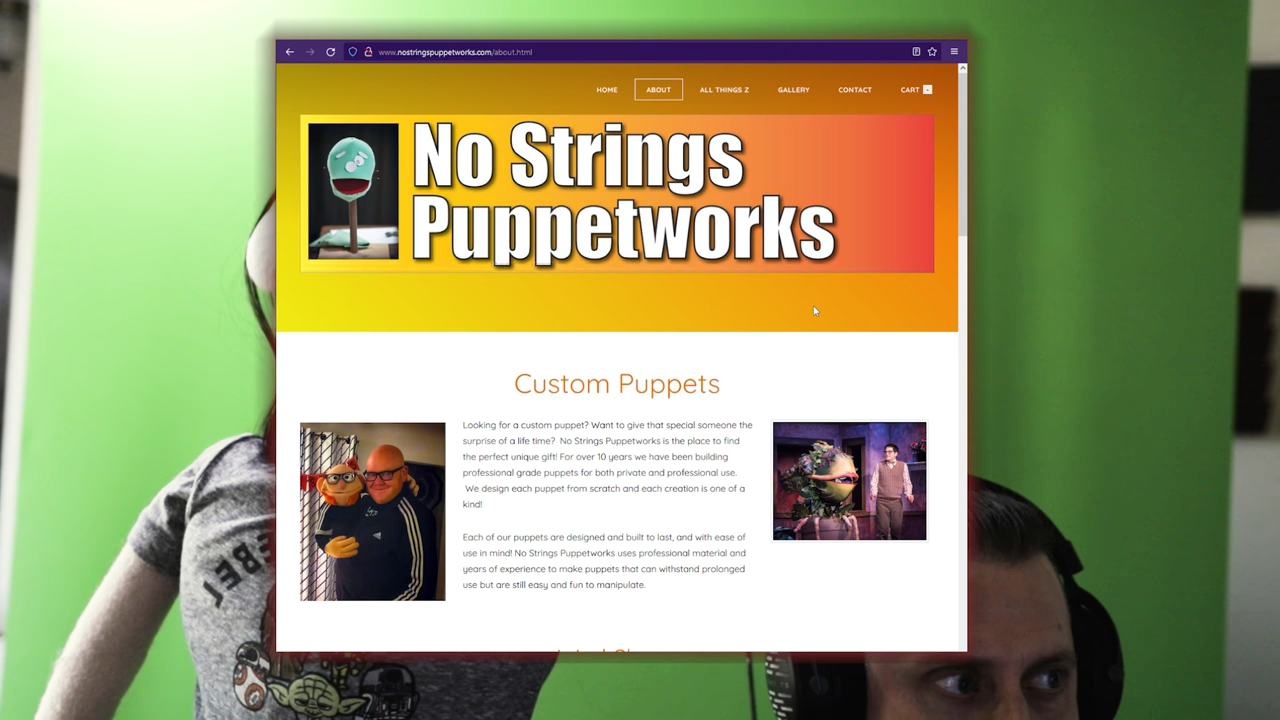 www.nostringspuppetworks.com/about.html
HOME ABOUT ALL THINGS Z GALLERY CONTACT CART -
No Strings
Puppetworks
Custom Puppets
Looking for a custom puppet? Want to give that special someone the
surprise of a life time? No Strings Puppetworks is the place to find
the perfect unique gift! For over 10 years we have been building
professional grade puppets for both private and professional use.
We design each puppet from scratch and each creation is one of a
kind!
Each of our puppets are designed and built to last, and with ease of
use in mind! No Strings Puppetworks uses professional material and
years of experience to make puppets that can withstand prolonged
use but are still easy and fun to manipulate.